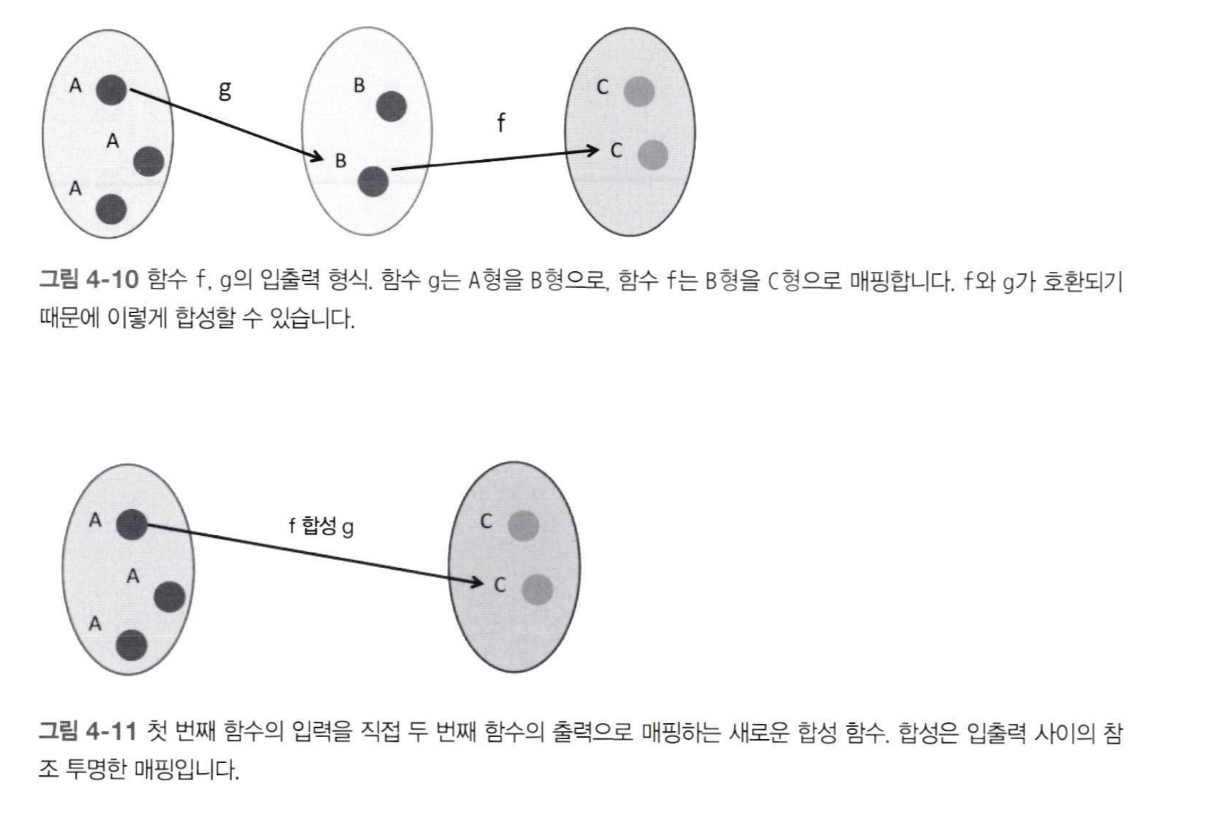 A
g
B
C
f
A
B
C
A
그림 4-10 함수 f, g의 입출력 형식. 함수 g는 A형을 B형으로, 함수 f는 B형을 C형으로 매핑합니다. f와 g가 호환되기
때문에 이렇게 합성할 수 있습니다.
A
f 합성 g
C
A
C
A
그림 4-11 첫 번째 함수의 입력을 직접 두 번째 함수의 출력으로 매핑하는 새로운 합성 함수. 합성은 입출력 사이의 참
조 투명한 매핑입니다.